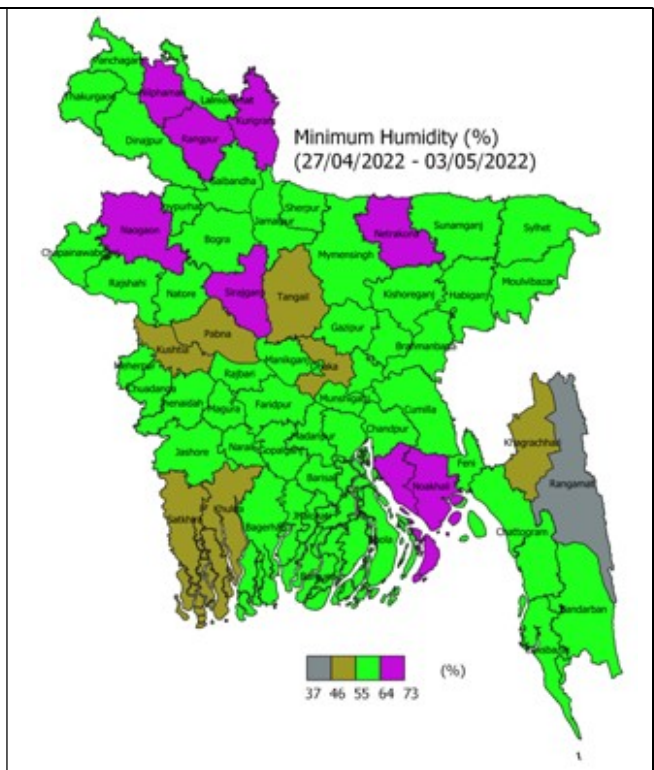 Panchagarh
Thakurgaon
Nilphamari
Lalmonirhat
Kurigram
Dinajpur
Rangpur
Minimum Humidity (%)
(27/04/2022 - 03/05/2022)
Gaibandha
Joypurhat
Sherpur
Naogaon
Jamalpur
Netrakona
Sunamganj
Sylhet
Bogra
Mymensingh
Chapainawabganj
Rajshahi
Natore
Sirajganj
Tangail
Kishoreganj
Habiganj
Moulvibazar
Gazipur
Pabna
Brahmanbaria
Kushtia
Manikganj
Dhaka
Meherpur
Rajbari
Chuadanga
Munshiganj
Jhenaidah
Magura
Faridpur
Cumilla
Chandpur
Madaripur
Khagrachhari
Jashore
Narail
Gopalganj
Feni
Rangamati
Barisal
Noakhali
Khulna
Satkhira
Bagerhat
Bhola
Chattogram
Bandarban
Coxsbazar
(%)
37 46 55 64 73